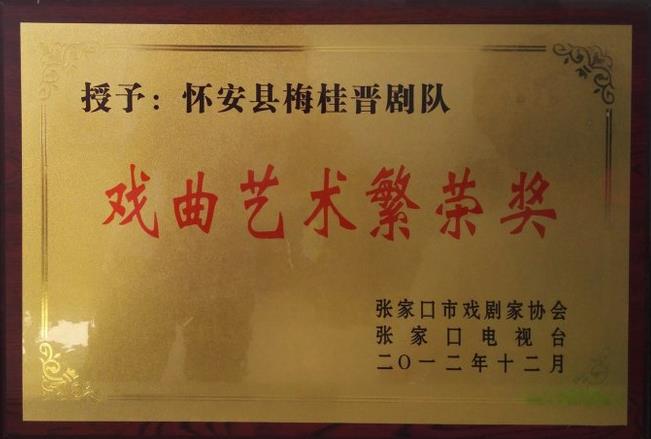 授予：怀安县梅桂晋剧队
戏曲艺术繁荣奖
张家口市戏剧家协会
张家口电视台
二〇一二年十二月